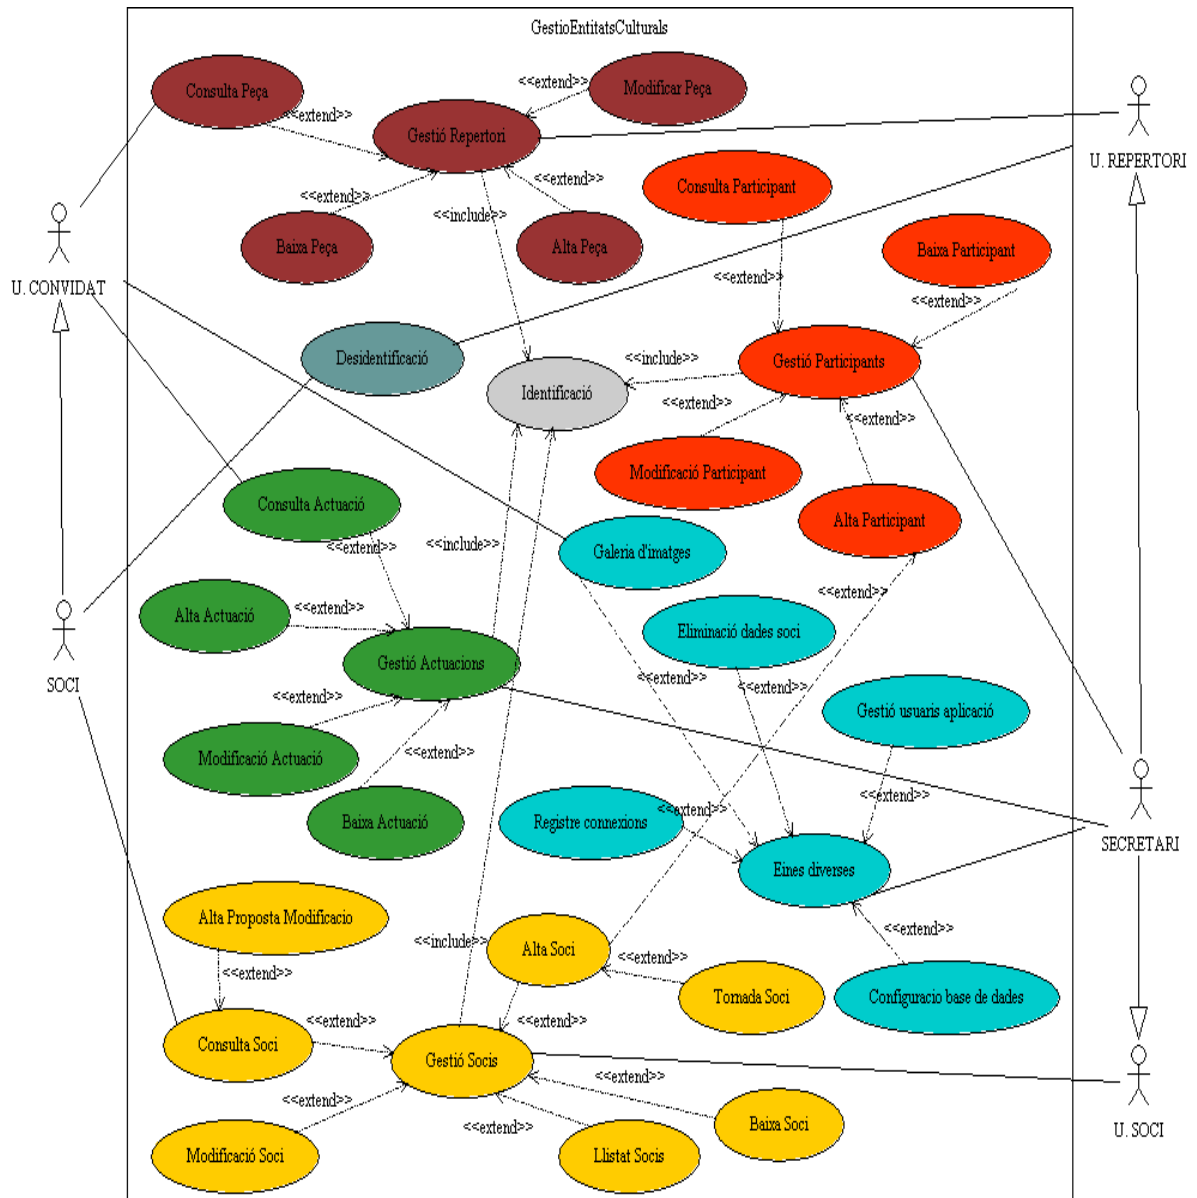 GestioEntitatsCulturals
Consulta Peça
<<extend>>
Modificar Peça
<<extend>>
Gestió Repertori
U. REPERTORI
<<extend>>
Consulta Participant
<<extend>>
<<include>>
Baixa Peça
Alta Peça
Baixa Participant
U. CONVIDAT
<<extend>>
<<extend>>
Desidentificació
<<include>>
Gestió Participants
Identificació
<<extend>>
<<extend>>
Modificació Participant
Consulta Actuació
Alta Participant
<<include>>
<<extend>>
Galeria d'imatges
<<extend>>
Alta Actuació
<<extend>>
Eliminació dades soci
Gestió Actuacions
SOCI
<<extend>>
<<extend>>
<<extend>>
Gestió usuaris aplicació
<<extend>>
Modificació Actuació
<<extend>>
Baixa Actuació
Registre connexions
<<extend>>
SECRETARI
Eines diverses
Alta Proposta Modificacio
<<extend>>
<<include>>
Alta Soci
<<extend>>
<<extend>>
Tornada Soci
Configuracio base de dades
<<extend>>
<<extend>>
Consulta Soci
Gestió Socis
<<extend>>
<<extend>>
<<extend>>
Baixa Soci
U. SOCI
Modificació Soci
Llistat Socis